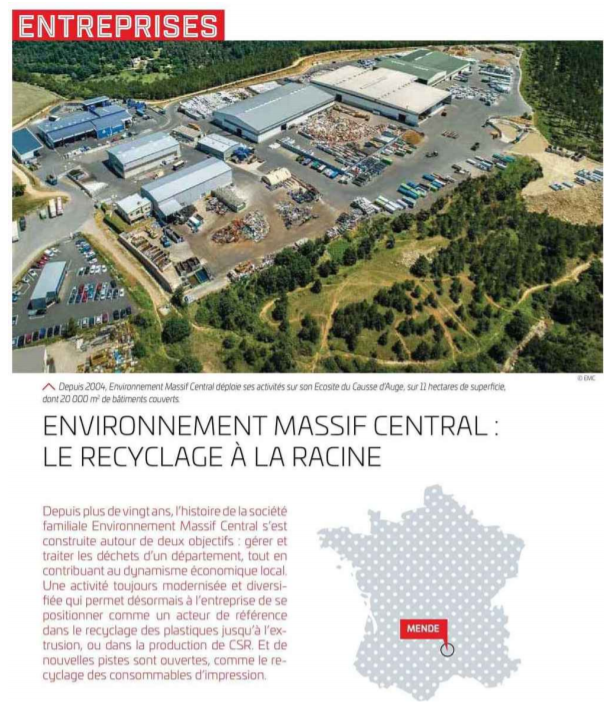 ENTREPRISES
© EMC
Depuis 2004, Environnement Massif Central déploie ses activités sur son Ecosite du Causse d'Auge, sur 11 hectares de superficie,
dont 20 000 m² de bâtiments couverts.
ENVIRONNEMENT MASSIF CENTRAL :
LE RECYCLAGE À LA RACINE
Depuis plus de vingt ans, l'histoire de la société
familiale Environnement Massif Central s'est
construite autour de deux objectifs : gérer et
traiter les déchets d'un département, tout en
contribuant au dynamisme économique local.
Une activité toujours modernisée et diversi-
fiée qui permet désormais à l'entreprise de se
positionner comme un acteur de référence
dans le recyclage des plastiques jusqu'à l'ex-
trusion, ou dans la production de CSR. Et de
nouvelles pistes sont ouvertes, comme le re-
cyclage des consommables d'impression.
MENDE